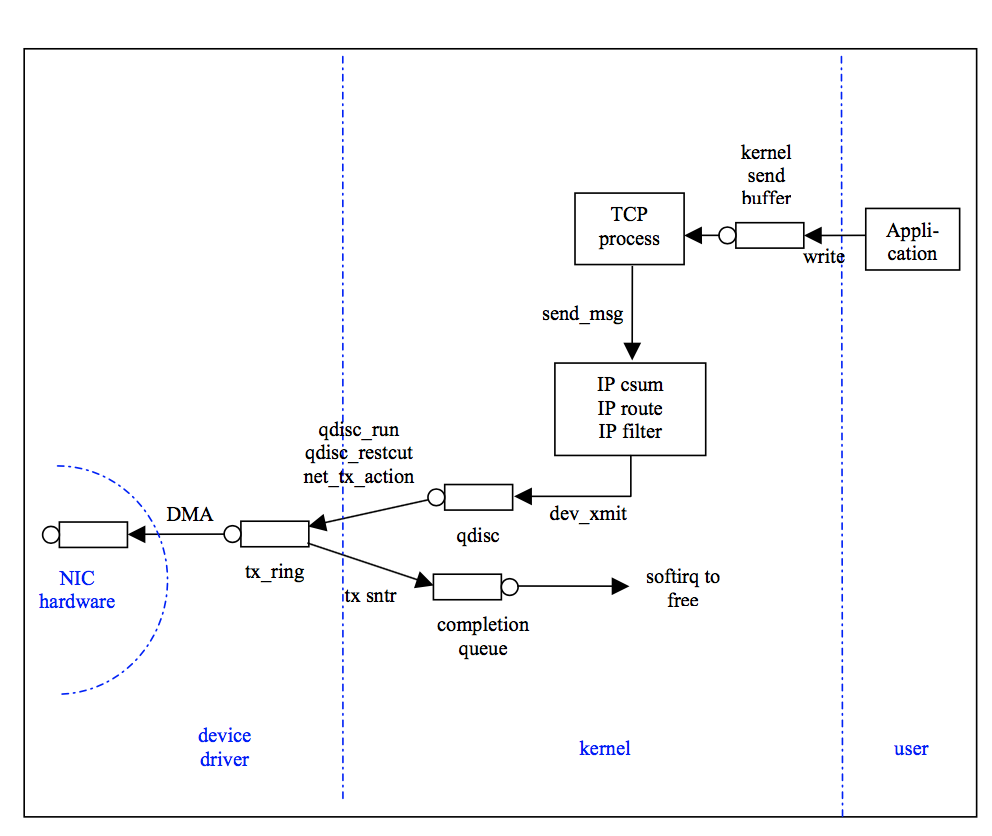 kernel
send
buffer
TCP
process
Appli-
cation
write
send_msg
IP csum
IP route
IP filter
qdisc_run
qdisc_restcut
net_tx_action
dev_xmit
qdisc
DMA
tx_ring
NIC
hardware
tx sntr
softirq to
free
completion
queue
device
driver
kernel
user